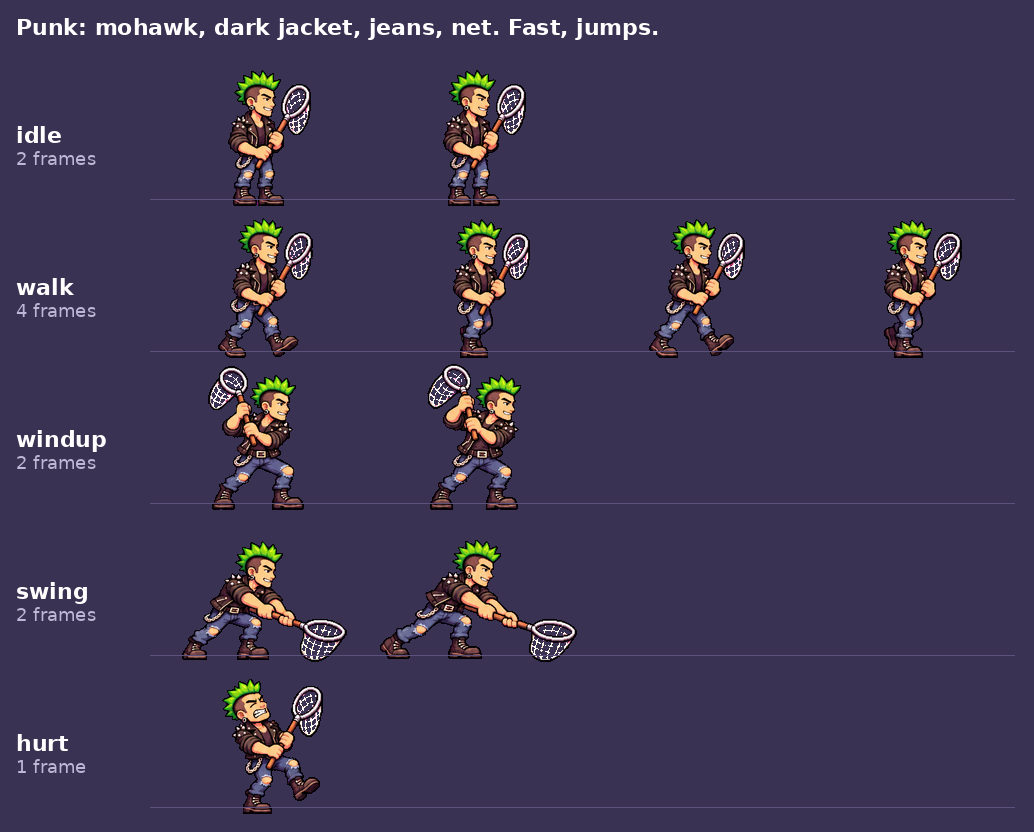 Punk: mohawk, dark jacket, jeans, net. Fast, jumps.
idle
2 frames
walk
4 frames
windup
2 frames
swing
2 frames
hurt
1 frame